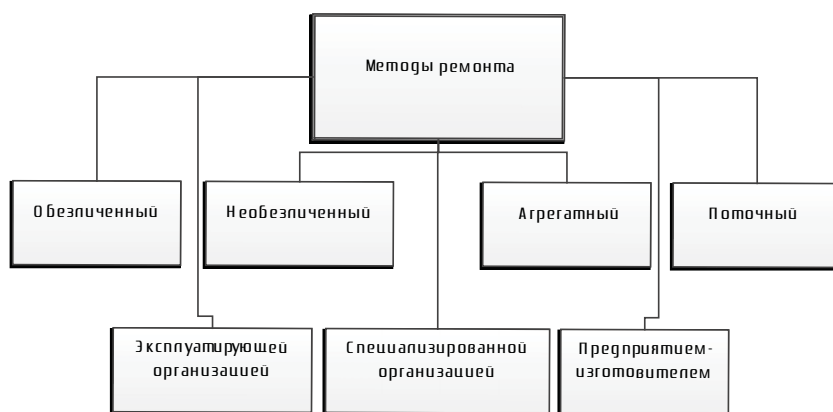 Методы ремонта
Обезличенный
Необезличенный
Агрегатный
Поточный
Эксплуатирующей
организацией
Специализированной
организацией
Предприятием-
изготовителем